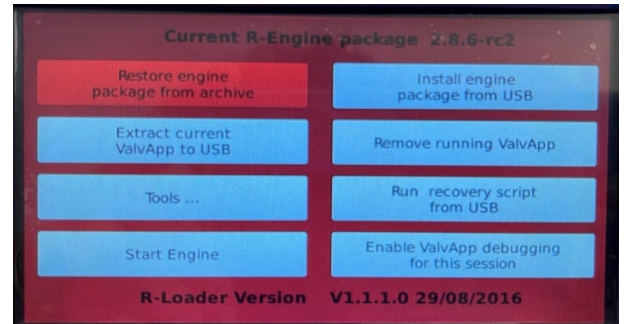 Current R-Engine package 2.8.6-rc2
Restore engine
package from archive
Install engine
package from USB
Extract current
ValvApp to USB
Remove running ValvApp
Tools ...
Run recovery script
from USB
Start Engine
Enable ValvApp debugging
for this session
R-Loader Version V1.1.1.0 29/08/2016